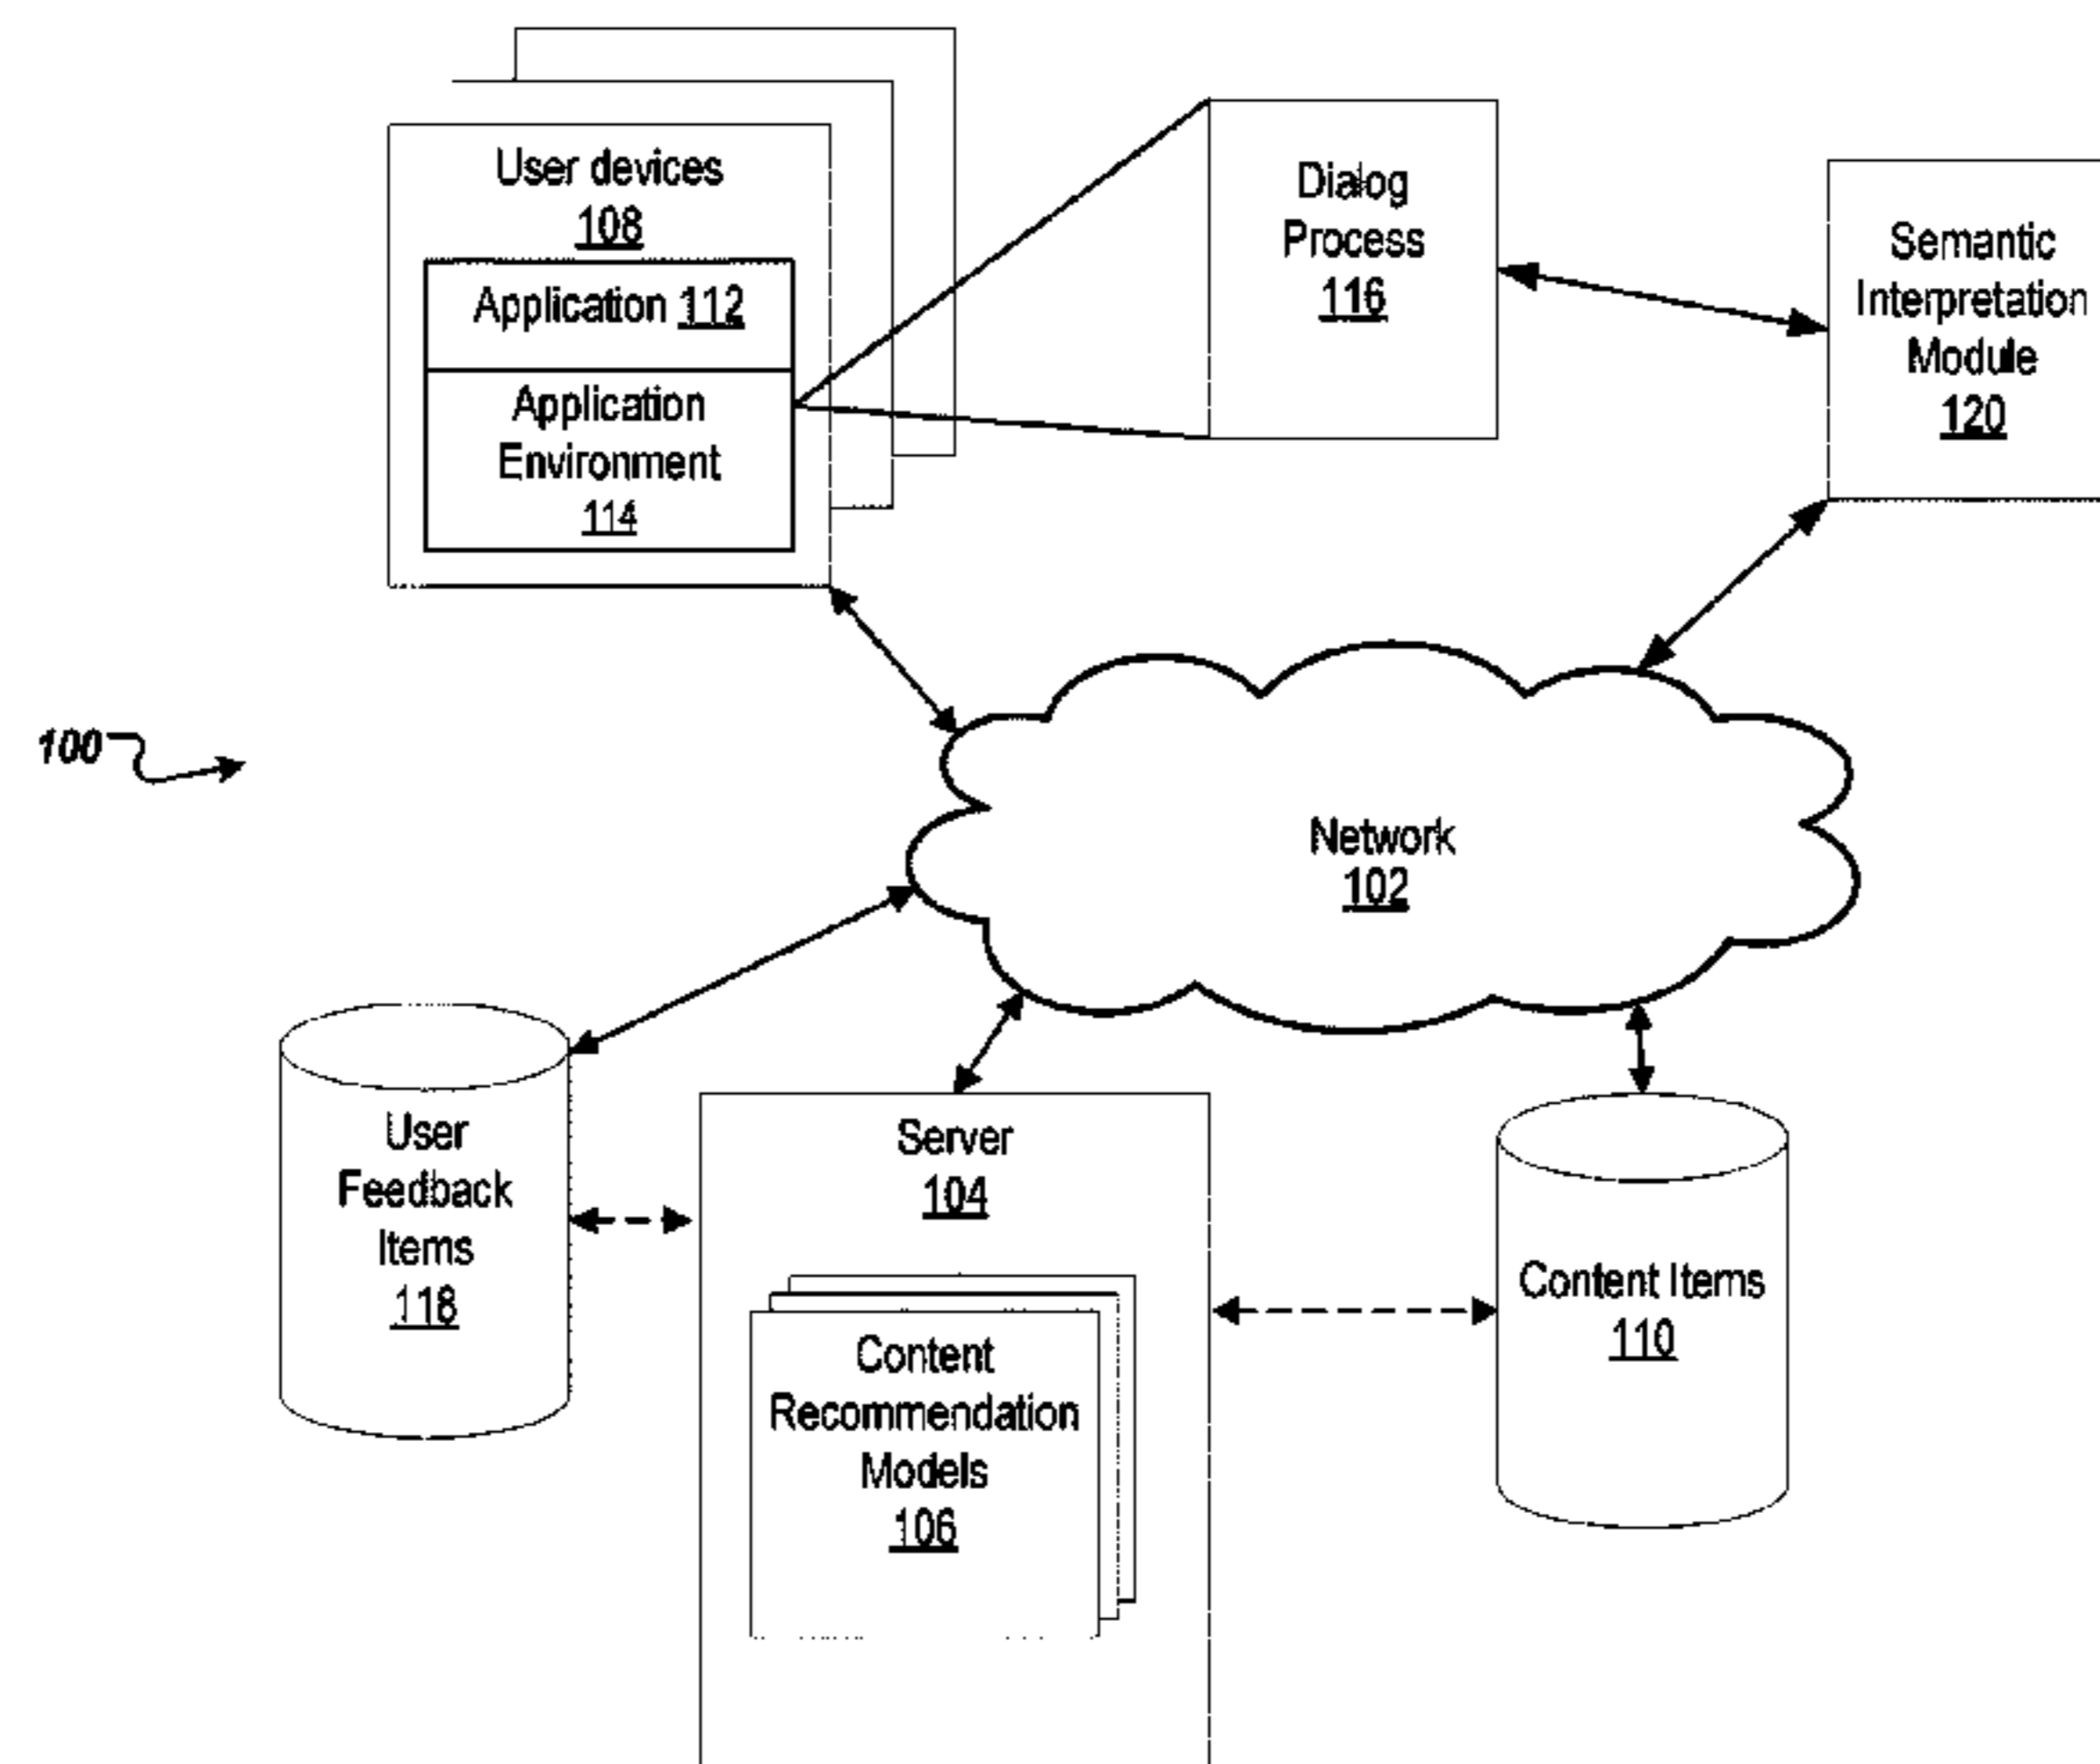 User devices
108
Application 112
Application
Environment
114
Dialog
Process
116
Semantic
Interpretation
Module
120
100
Network
102
User
Feedback
Items
118
Server
104
Content
Recommendation
Models
106
Content Items
110